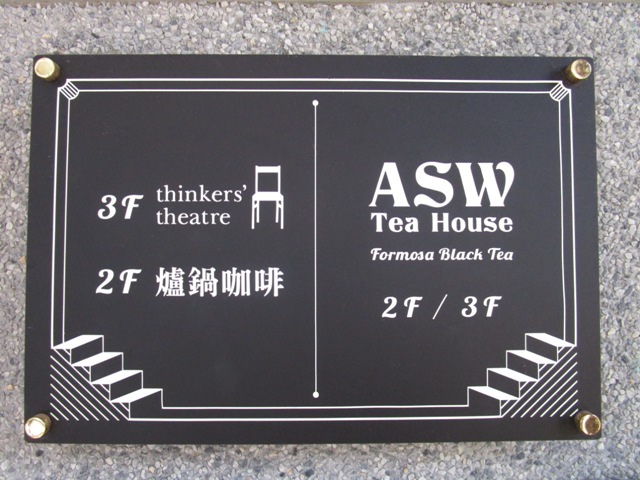 3F thinkers'
theatre
2F 爐鍋咖啡
ASW
Tea House
Formosa Black Tea
2F / 3F